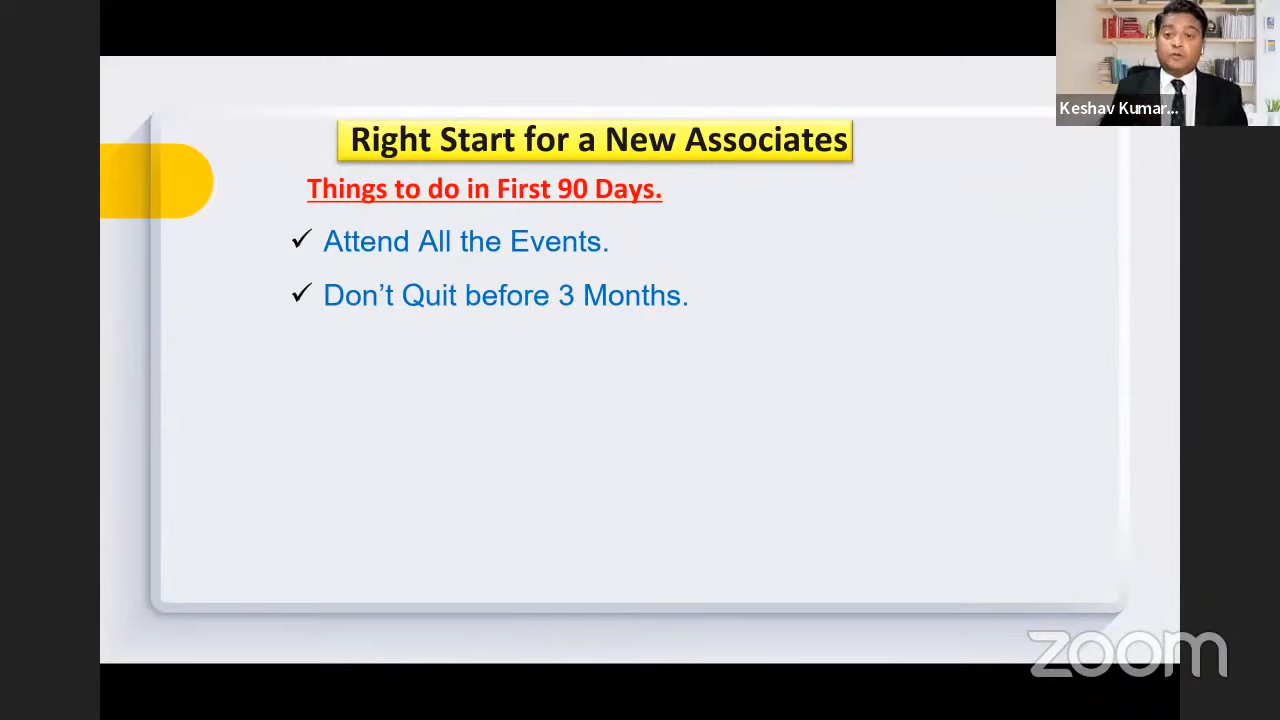 Keshav Kumar...
Right Start for a New Associates
Things to do in First 90 Days.
✓ Attend All the Events.
✓ Don’t Quit before 3 Months.
zoom